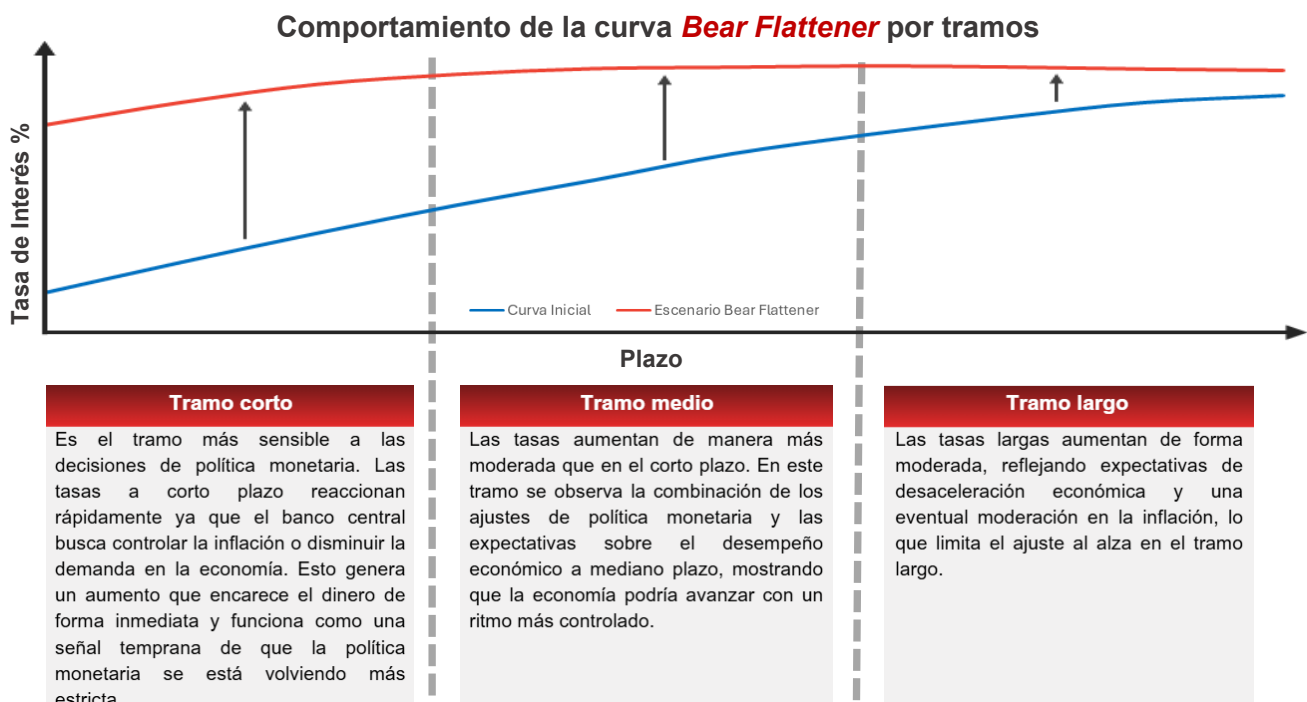 Comportamiento de la curva Bear Flattener por tramos
Tasa de Interés %
Curva Inicial
Escenario Bear Flattener
Plazo
Tramo corto
Es el tramo más sensible a las
decisiones de política monetaria. Las
tasas a corto plazo reaccionan
rápidamente ya que el banco central
busca controlar la inflación o disminuir la
demanda en la economía. Esto genera
un aumento que encarece el dinero de
forma inmediata y funciona como una
señal temprana de que la política
monetaria se está volviendo más
estricta
Tramo medio
Las tasas aumentan de manera más
moderada que en el corto plazo. En este
tramo se observa la combinación de los
ajustes de política monetaria y las
expectativas sobre el desempeño
económico a mediano plazo, mostrando
que la economía podría avanzar con un
ritmo más controlado.
Tramo largo
Las tasas largas aumentan de forma
moderada, reflejando expectativas de
desaceleración económica y una
eventual moderación en la inflación, lo
que limita el ajuste al alza en el tramo
largo.